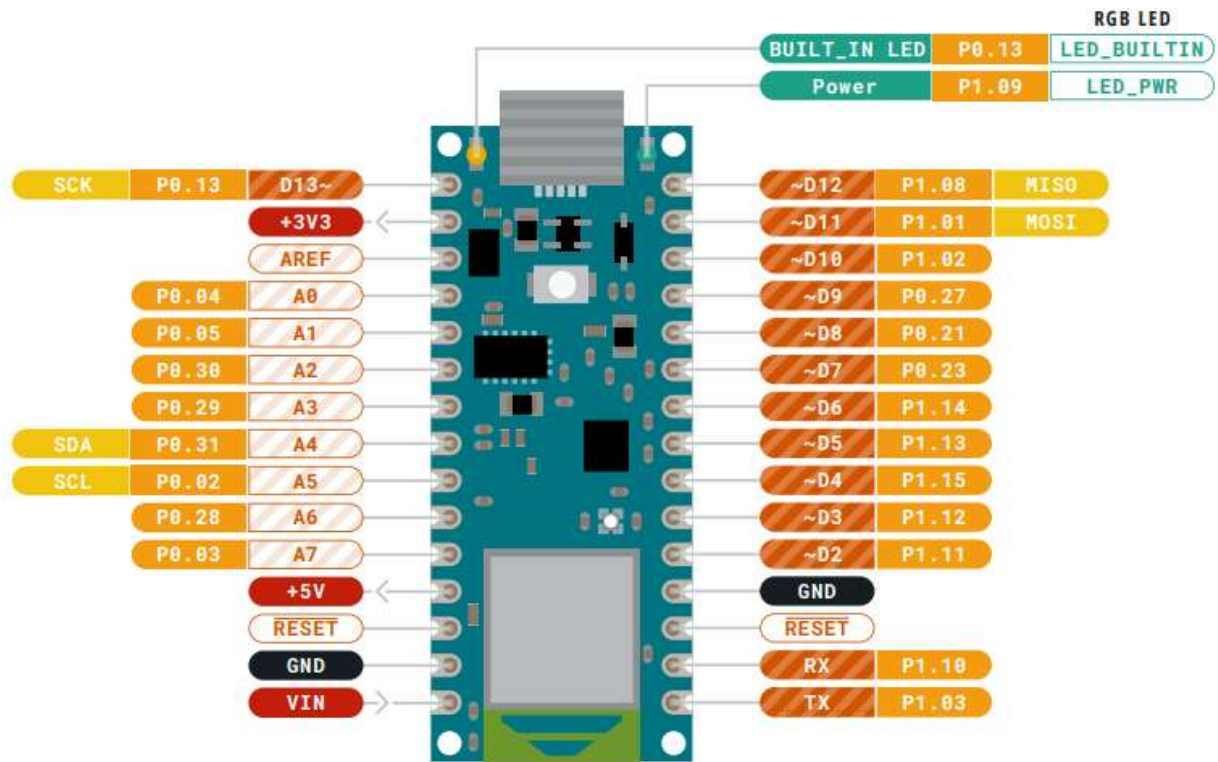 RGB LED
BUILT_IN LED P0.13 LED_BUILTIN
Power P1.09 LED_PWR
SCK P0.13 D13~
+3V3
AREF
P0.04 A0
P0.05 A1
P0.30 A2
P0.29 A3
SDA P0.31 A4
SCL P0.02 A5
P0.28 A6
P0.03 A7
+5V
RESET
GND
VIN
~D12 P1.08 MISO
~D11 P1.01 MOSI
~D10 P1.02
~D9 P0.27
~D8 P0.21
~D7 P0.23
~D6 P1.14
~D5 P1.13
~D4 P1.15
~D3 P1.12
~D2 P1.11
GND
RESET
RX P1.10
TX P1.03